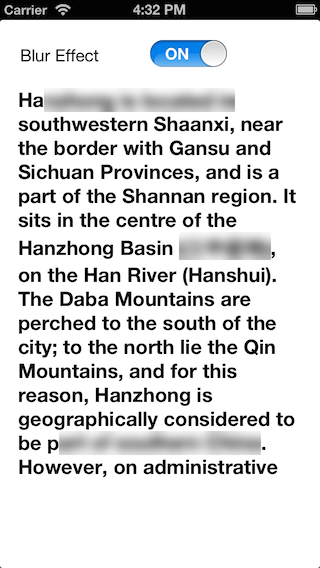 Carrier 4:32 PM
Blur Effect ON
Ha
southwestern Shaanxi, near
the border with Gansu and
Sichuan Provinces, and is a
part of the Shannan region. It
sits in the centre of the
Hanzhong Basin ,
on the Han River (Hanshui).
The Daba Mountains are
perched to the south of the
city; to the north lie the Qin
Mountains, and for this
reason, Hanzhong is
geographically considered to
be p .
However, on administrative